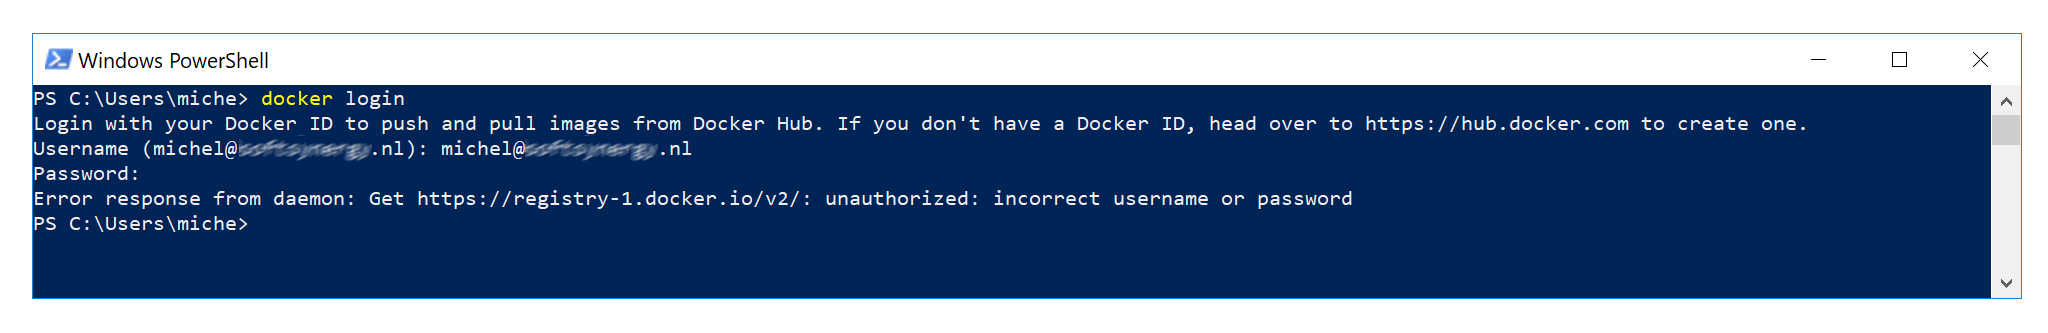 Windows PowerShell
PS C:\Users\miche> docker login
Login with your Docker ID to push and pull images from Docker Hub. If you don't have a Docker ID, head over to https://hub.docker.com to create one.
Username (michel@.nl): michel@.nl
Password:
Error response from daemon: Get https://registry-1.docker.io/v2/: unauthorized: incorrect username or password
PS C:\Users\miche>